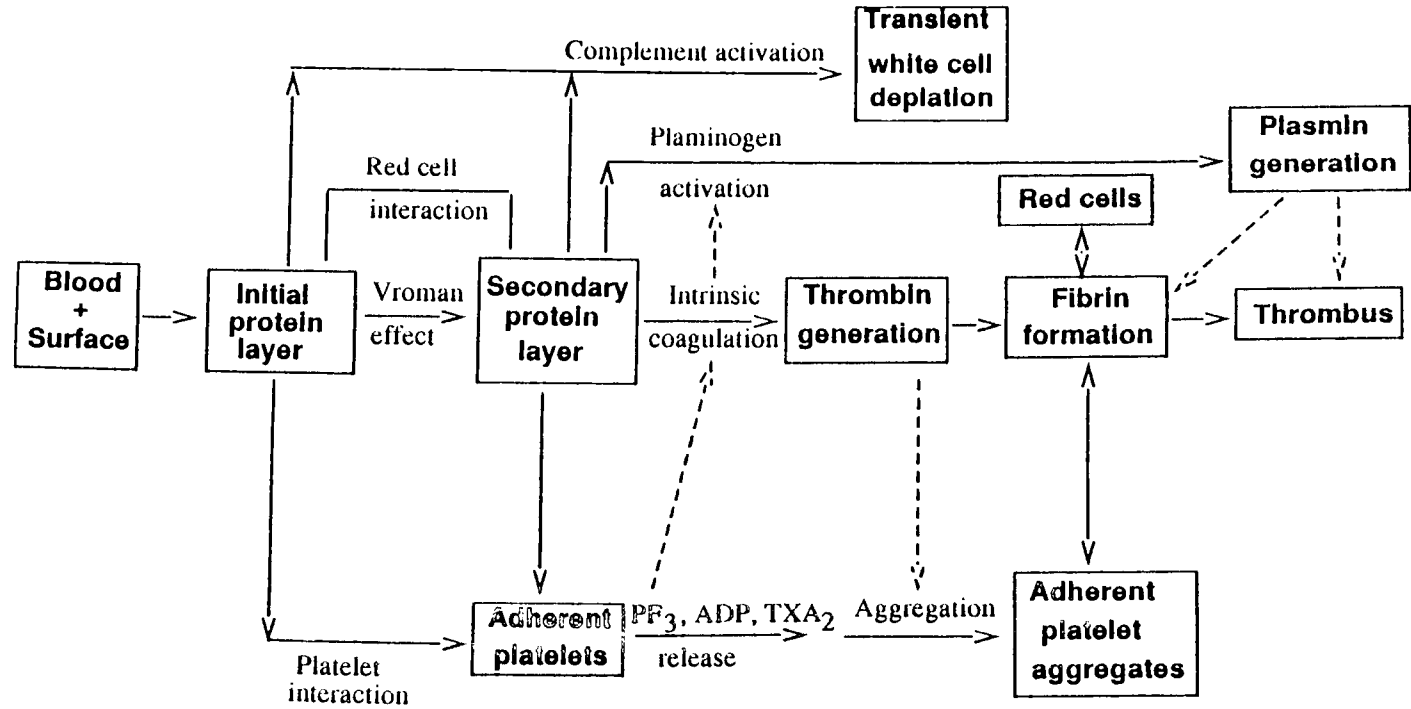 Transient
white cell
deplation
Complement activation
Plasmin
generation
Plaminogen
activation
Red cell
interaction
Red cells
Blood
+
Surface
Initial
protein
layer
Vroman
effect
Secondary
protein
layer
Intrinsic
coagulation
Thrombin
generation
Fibrin
formation
Thrombus
Adherent
platelets
PF3, ADP, TXA2
release
Aggregation
Adherent
platelet
aggregates
Platelet
interaction